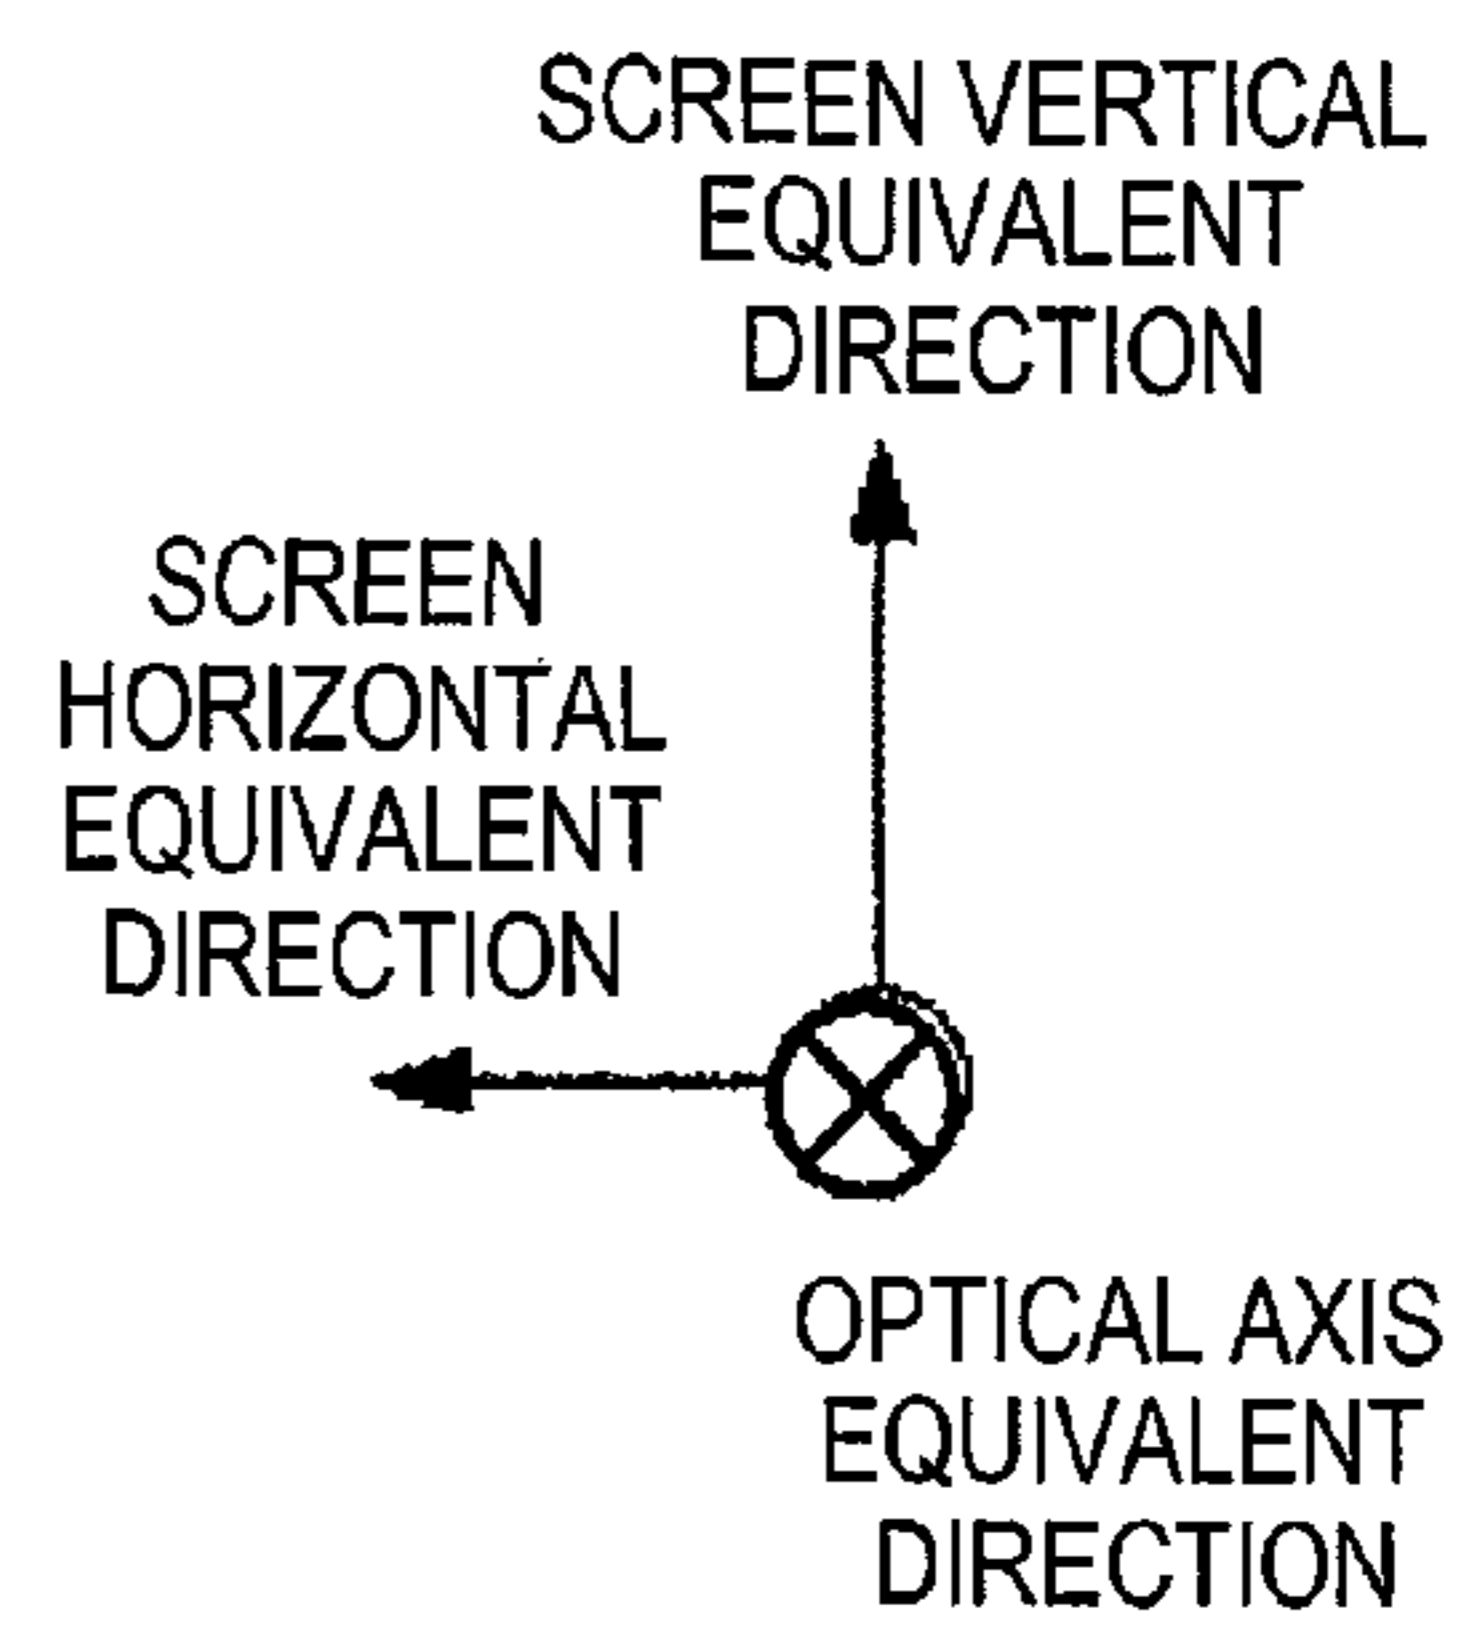 SCREEN VERTICAL
EQUIVALENT
DIRECTION
SCREEN
HORIZONTAL
EQUIVALENT
DIRECTION
OPTICAL AXIS
EQUIVALENT
DIRECTION